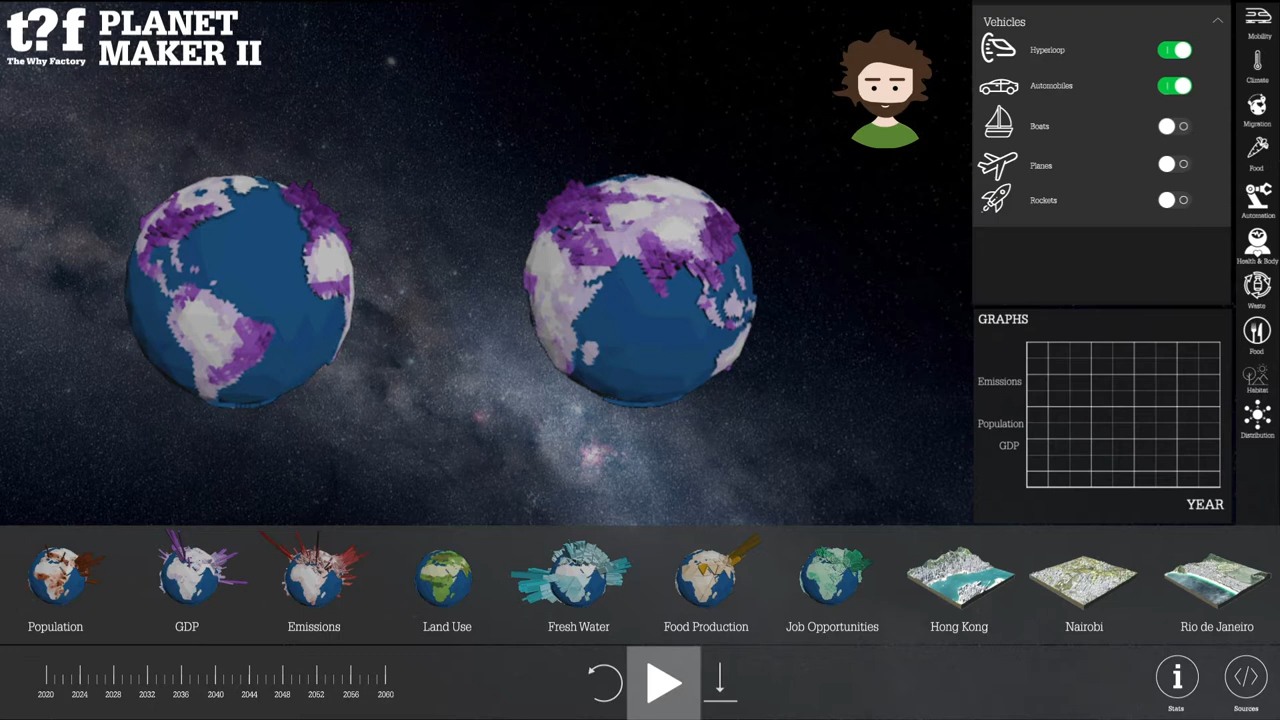 t?f PLANET
MAKER II
The Why Factory
Vehicles
Hyperloop
Automobiles
Boats
Planes
Rockets
Mobility
Climate
Migration
Food
Automation
Health & Body
Waste
Food
Habitat
Distribution
GRAPHS
Emissions
Population
GDP
YEAR
Population
GDP
Emissions
Land Use
Fresh Water
Food Production
Job Opportunities
Hong Kong
Nairobi
Rio de Janeiro
2020 2024 2028 2032 2036 2040 2044 2048 2052 2056 2060
i
Stats
</>
Sources